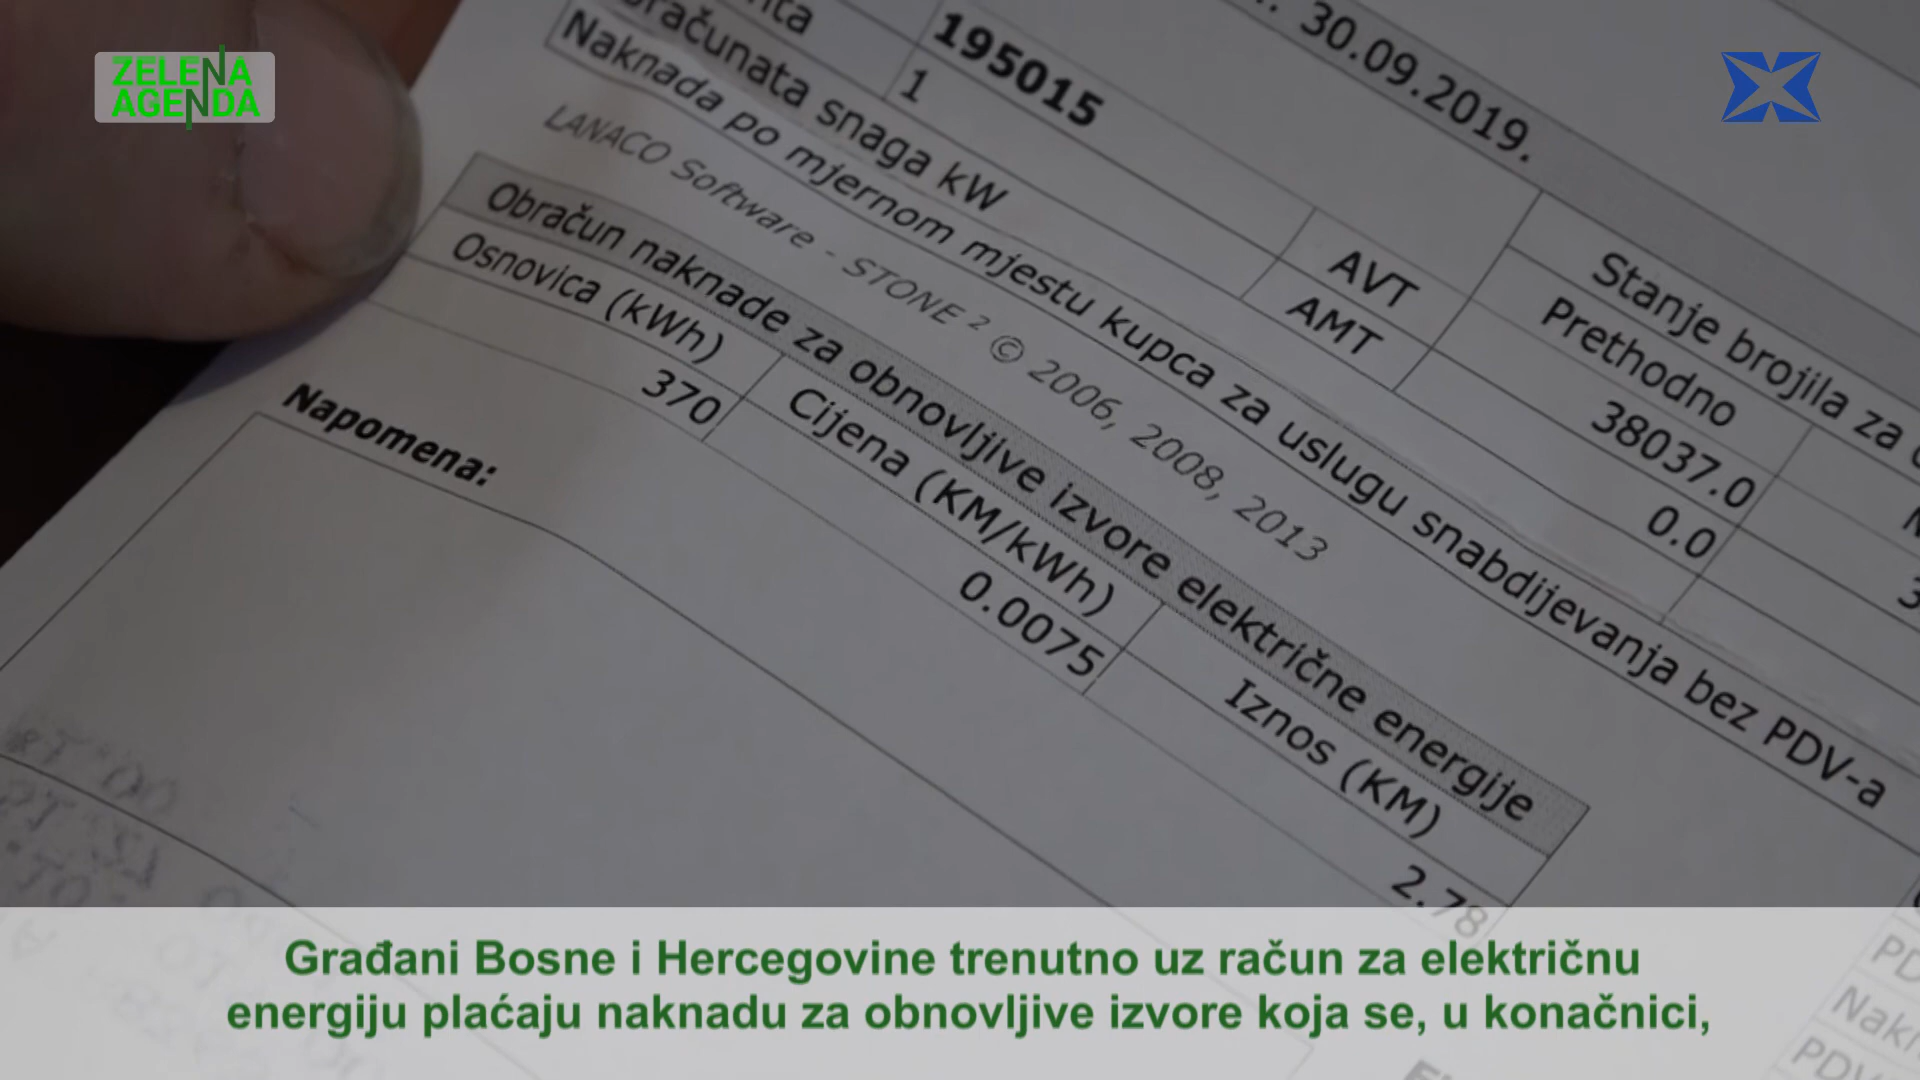 ZELENA
AGENDA
30.09.2019.
195015
1
snaga kW
Naknada po mjernom mjestu kupca za uslugu snabdijevanja bez PDV-a
LANACO Software - STONE ² © 2006, 2008, 2013
AVT
AMT
Stanje brojila za
Prethodno
38037.0
0.0
Obračun naknade za obnovljive izvore električne energije
Osnovica (kWh)
Cijena (KM/kWh)
Iznos (KM)
370
0.0075
2.78
Napomena:
Građani Bosne i Hercegovine trenutno uz račun za električnu
energiju plaćaju naknadu za obnovljive izvore koja se, u konačnici,